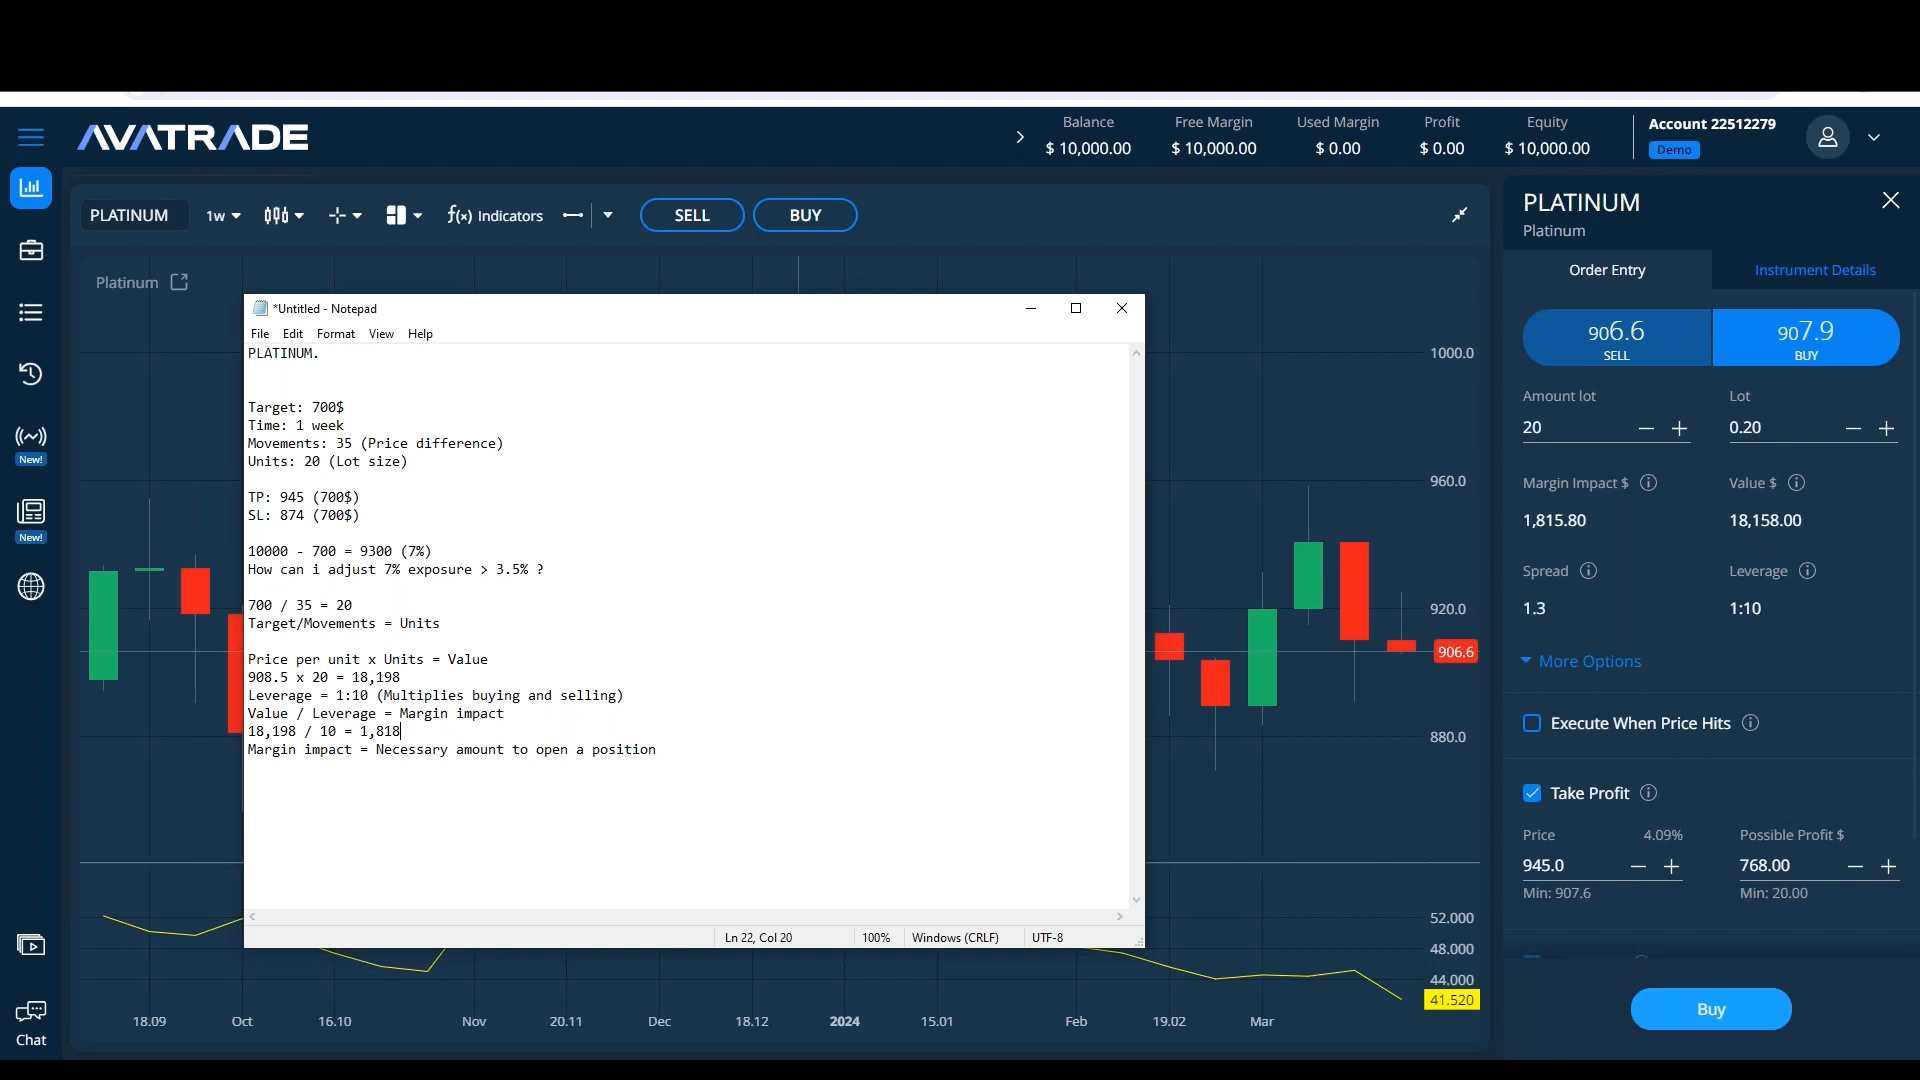 AVATRADE
Balance
$ 10,000.00
Free Margin
$ 10,000.00
Used Margin
$ 0.00
Profit
$ 0.00
Equity
$ 10,000.00
Account 22512279
Demo
PLATINUM
1w
f(x) Indicators
SELL
BUY
Platinum
New!
New!
Chat
*Untitled - Notepad
File Edit Format View Help
PLATINUM.
Target: 700$
Time: 1 week
Movements: 35 (Price difference)
Units: 20 (Lot size)
TP: 945 (700$)
SL: 874 (700$)
10000 - 700 = 9300 (7%)
How can i adjust 7% exposure > 3.5% ?
700 / 35 = 20
Target/Movements = Units
Price per unit x Units = Value
908.5 x 20 = 18,198
Leverage = 1:10 (Multiplies buying and selling)
Value / Leverage = Margin impact
18,198 / 10 = 1,818
Margin impact = Necessary amount to open a position
Ln 22, Col 20
100%
Windows (CRLF)
UTF-8
1000.0
960.0
920.0
906.6
880.0
52.000
48.000
44.000
41.520
18.09
Oct
16.10
Nov
20.11
Dec
18.12
2024
15.01
Feb
19.02
Mar
PLATINUM
Platinum
Order Entry
Instrument Details
906.6
SELL
907.9
BUY
Amount lot
20
Lot
0.20
Margin Impact $
1,815.80
Value $
18,158.00
Spread
1.3
Leverage
1:10
More Options
Execute When Price Hits
Take Profit
Price
4.09%
945.0
Min: 907.6
Possible Profit $
768.00
Min: 20.00
Buy